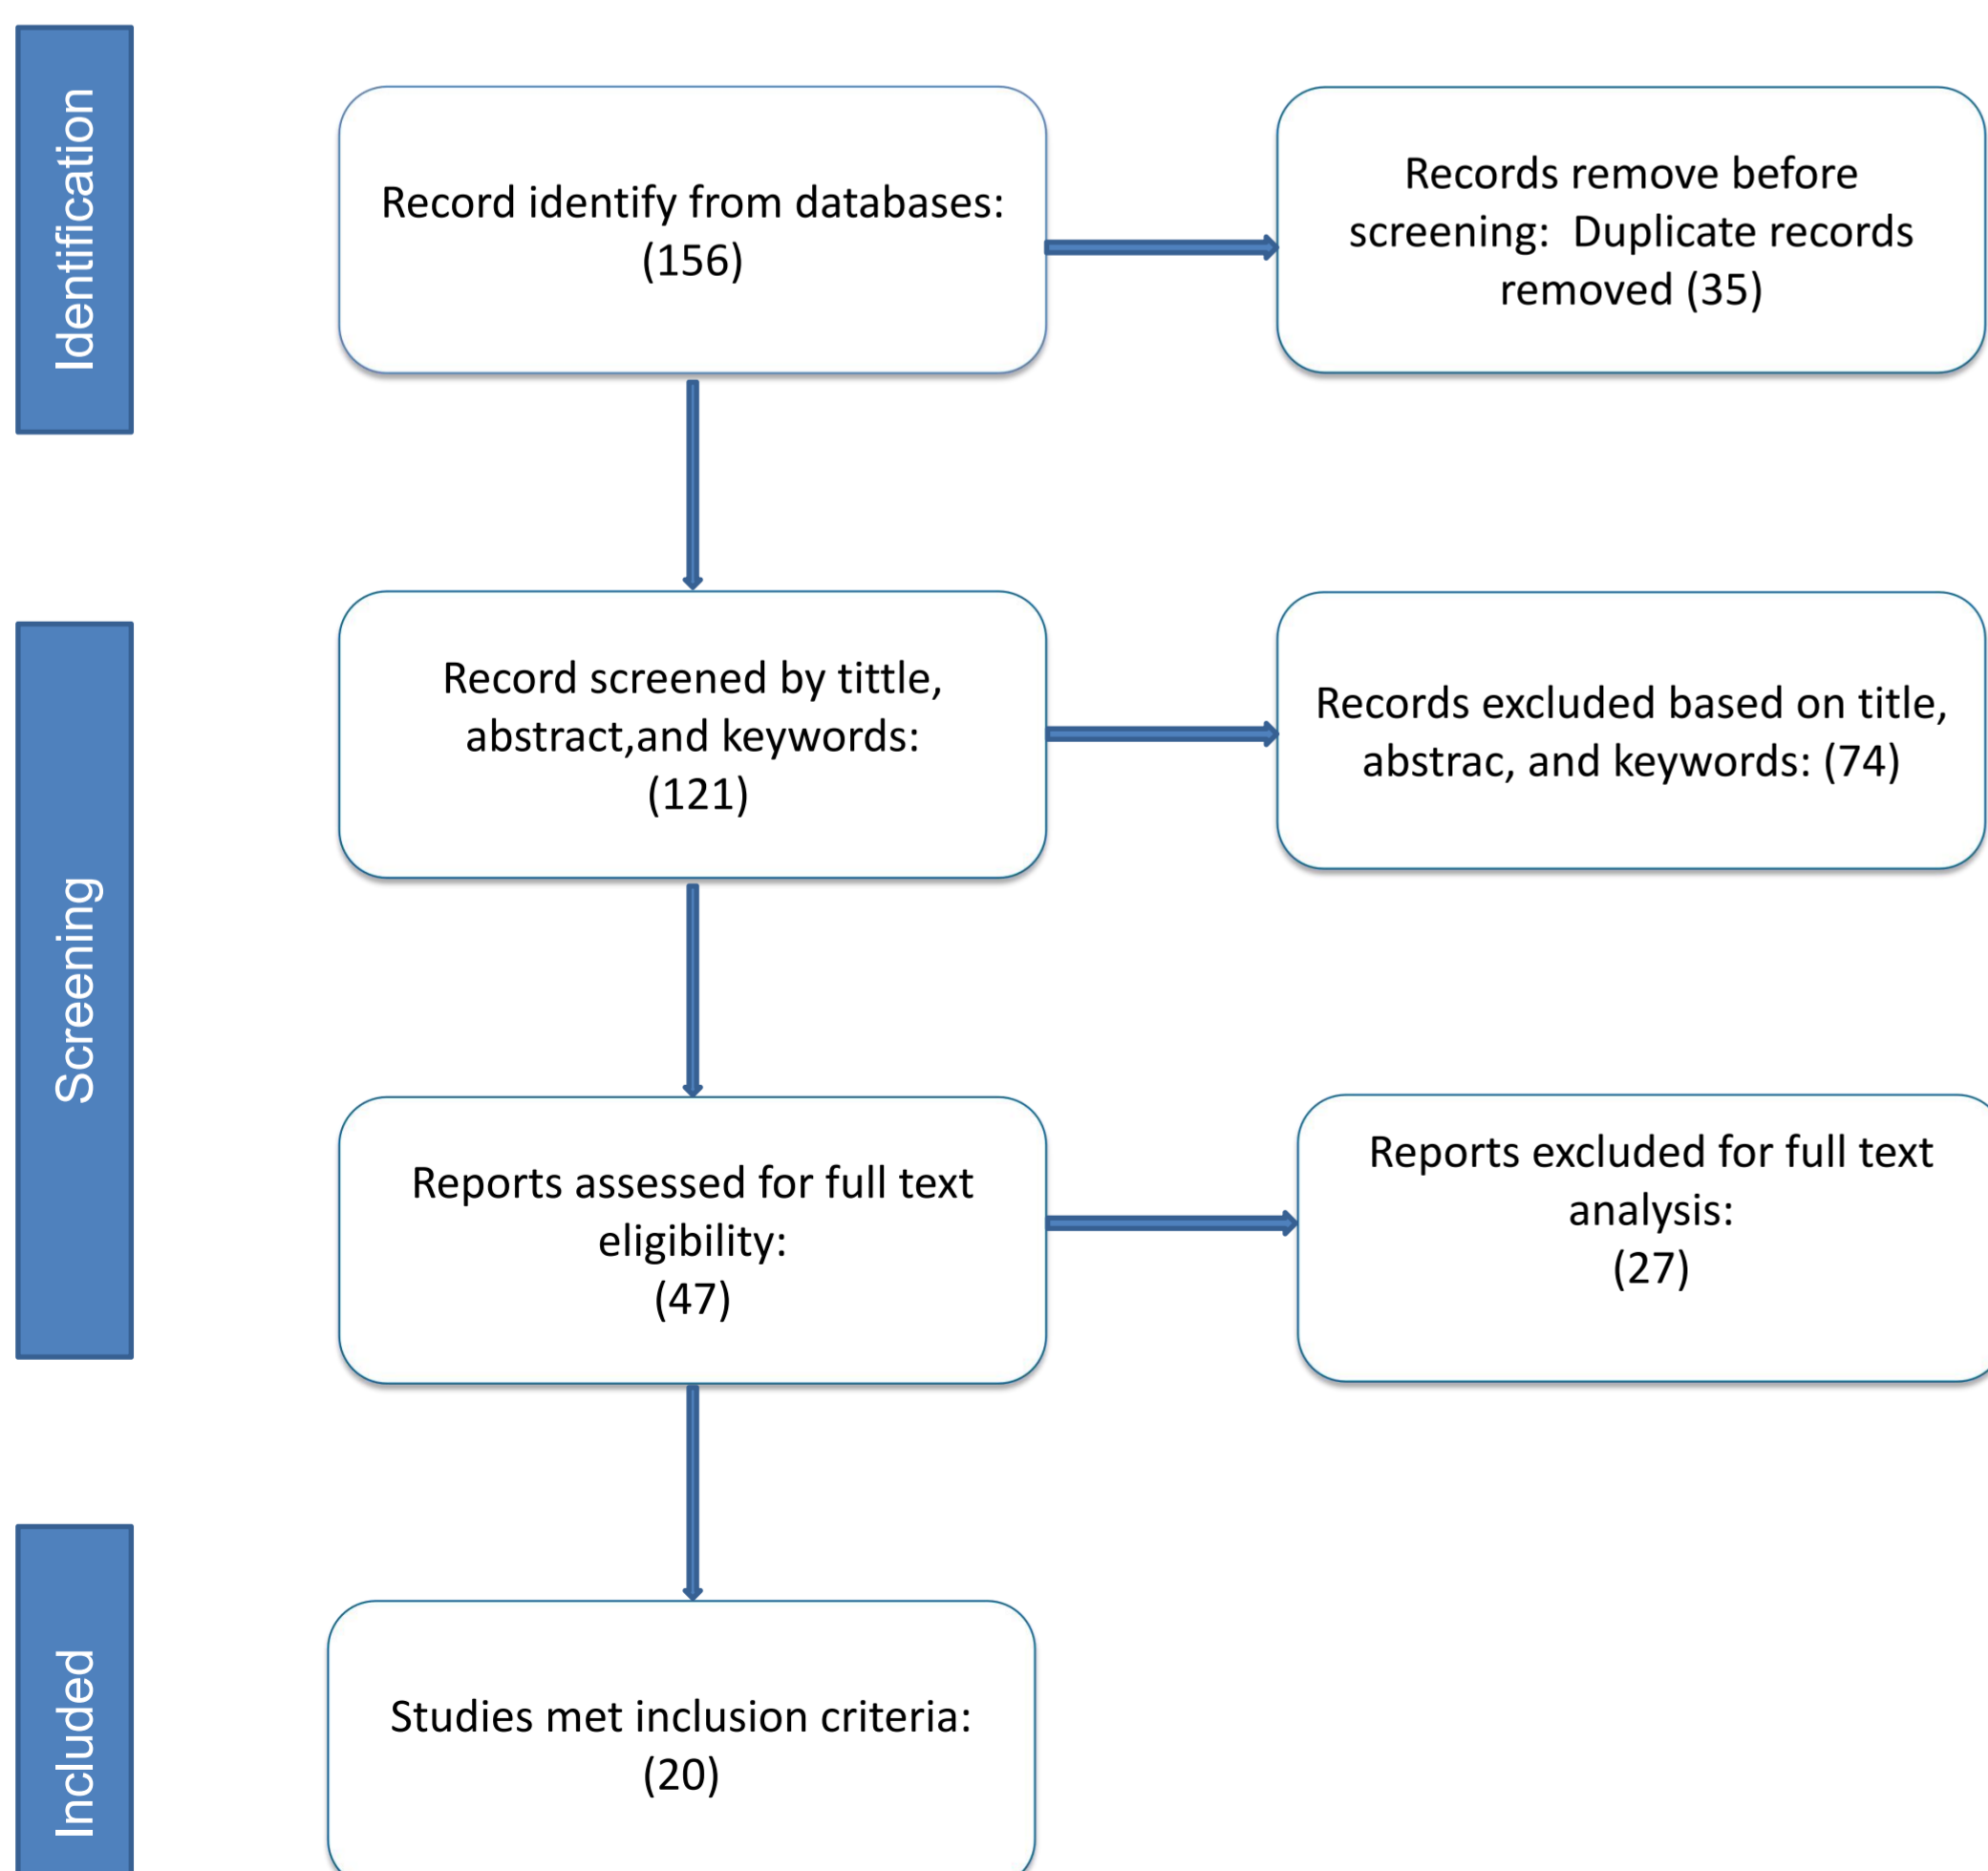 Identification
Record identify from databases:
(156)
Records remove before
screening:  Duplicate records
removed (35)
Screening
Record screened by tittle,
abstract,and keywords:
(121)
Records excluded based on title,
abstrac, and keywords: (74)
Reports assessed for full text
eligibility:
(47)
Reports excluded for full text
analysis:
(27)
Included
Studies met inclusion criteria:
(20)